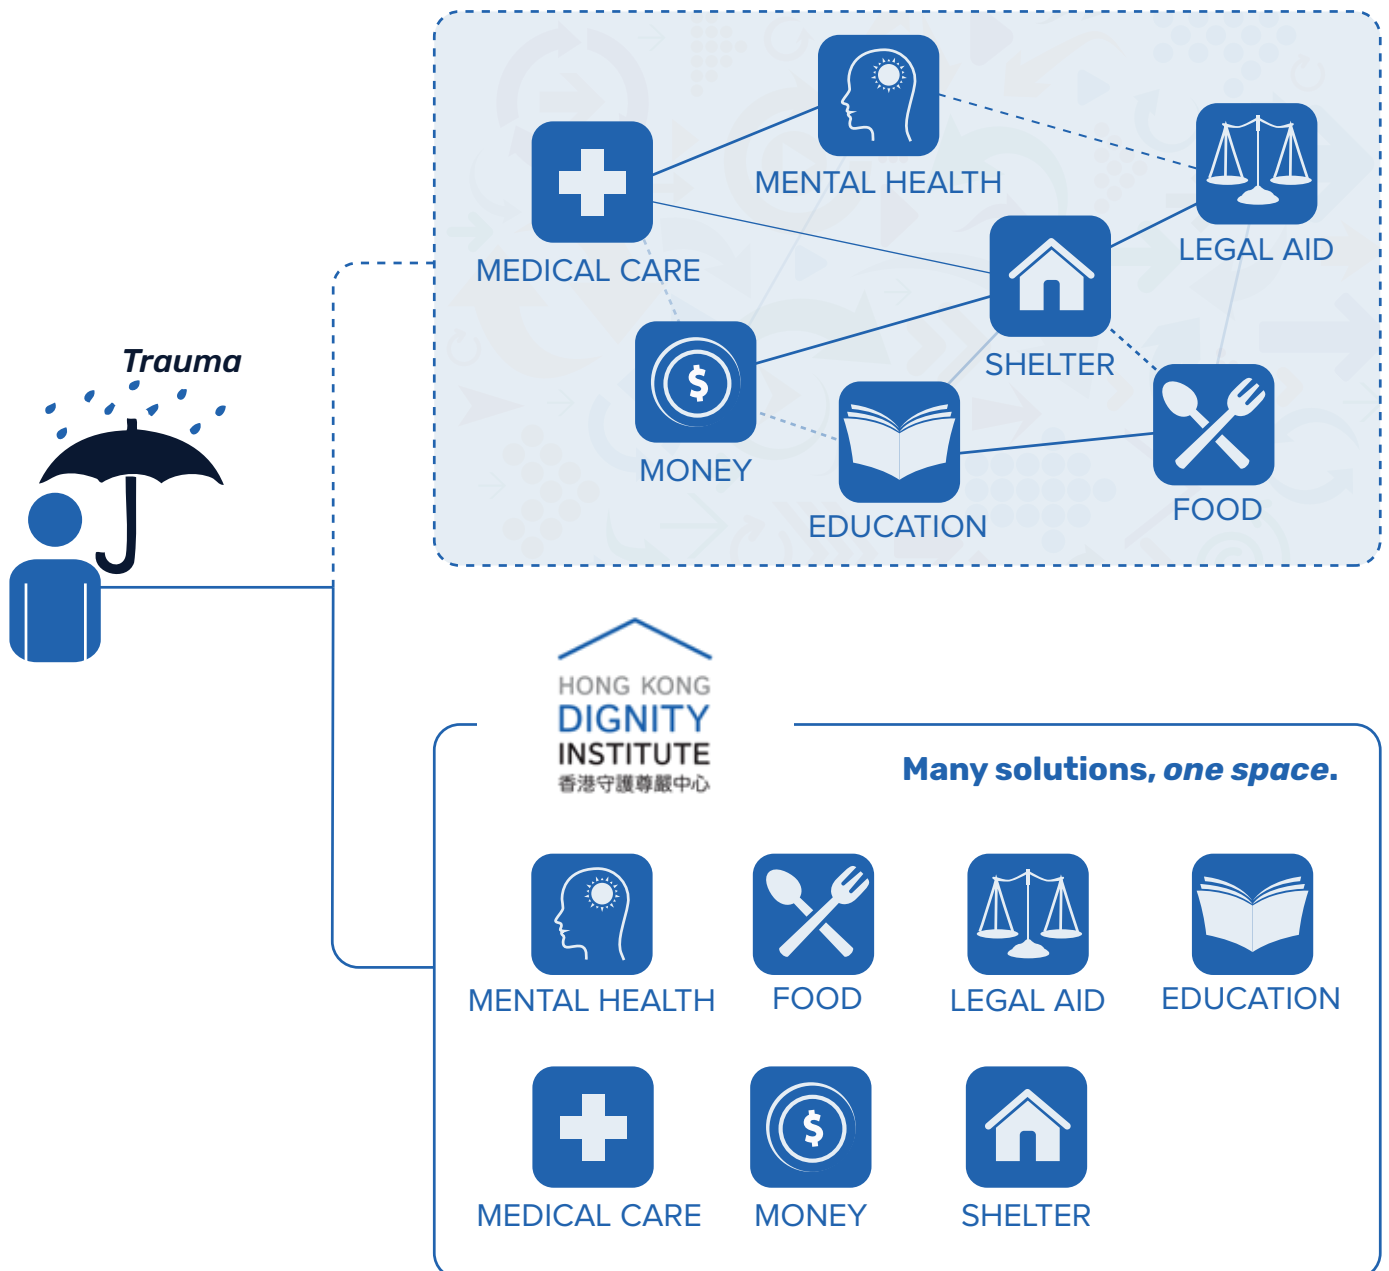 MENTAL HEALTH
LEGAL AID
MEDICAL CARE
SHELTER
Trauma
MONEY
FOOD
EDUCATION
HONG KONG
DIGNITY
INSTITUTE
香港守護尊嚴中心
Many solutions, one space.
MENTAL HEALTH
FOOD
LEGAL AID
EDUCATION
MEDICAL CARE
MONEY
SHELTER